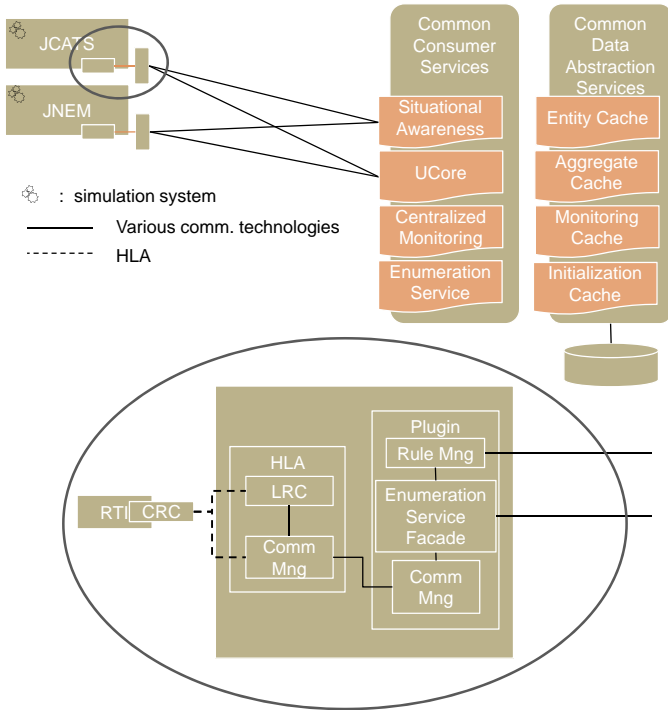 JCATS
JNEM
: simulation system
Various comm. technologies
HLA
Common
Consumer
Services
Situational
Awareness
UCore
Centralized
Monitoring
Enumeration
Service
Common
Data
Abstraction
Services
Entity Cache
Aggregate
Cache
Monitoring
Cache
Initialization
Cache
RTI
CRC
HLA
LRC
Comm
Mng
Plugin
Rule Mng
Enumeration
Service
Facade
Comm
Mng